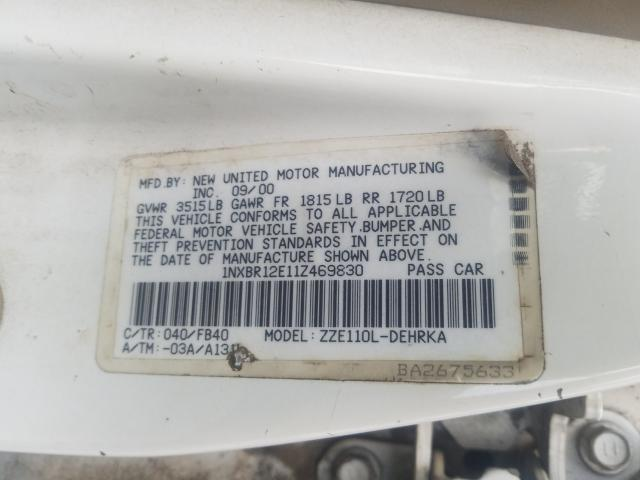 MFD.BY: NEW UNITED MOTOR MANUFACTURING
INC. 09/00
GVWR 3515LB GAWR FR 1815LB RR 1720LB
THIS VEHICLE CONFORMS TO ALL APPLICABLE
FEDERAL MOTOR VEHICLE SAFETY,BUMPER,AND
THEFT PREVENTION STANDARDS IN EFFECT ON
THE DATE OF MANUFACTURE SHOWN ABOVE.
1NXBR12E11Z469830 PASS CAR
C/TR: 040/FB40 MODEL: ZZE110L-DEHRKA
A/TM: -03A/A131
BA2675633